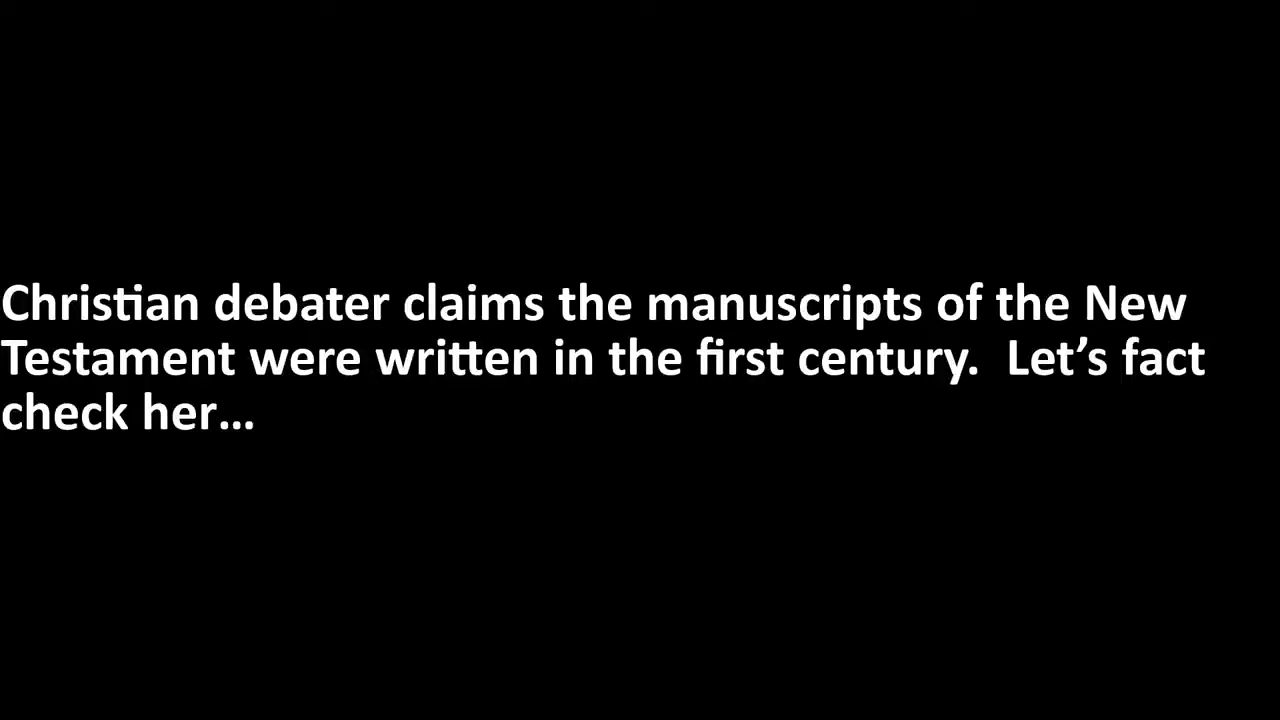 Christian debater claims the manuscripts of the New
Testament were written in the first century.  Let’s fact
check her...